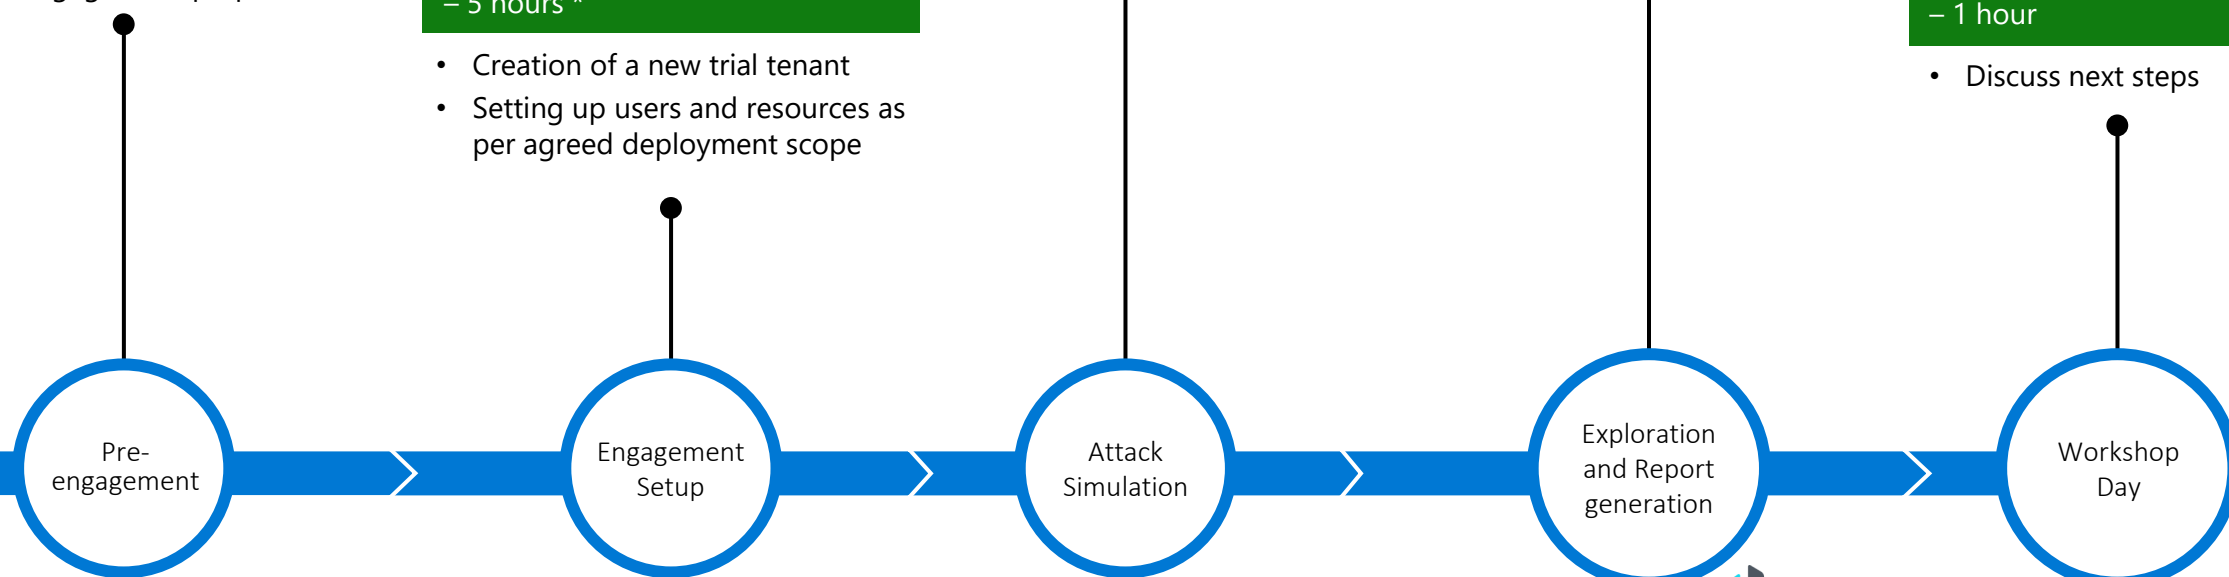 – 5 hours *
• Creation of a new trial tenant
• Setting up users and resources as
per agreed deployment scope
– 1 hour
• Discuss next steps
Pre-
engagement
Engagement
Setup
Attack
Simulation
Exploration
and Report
generation
Workshop
Day